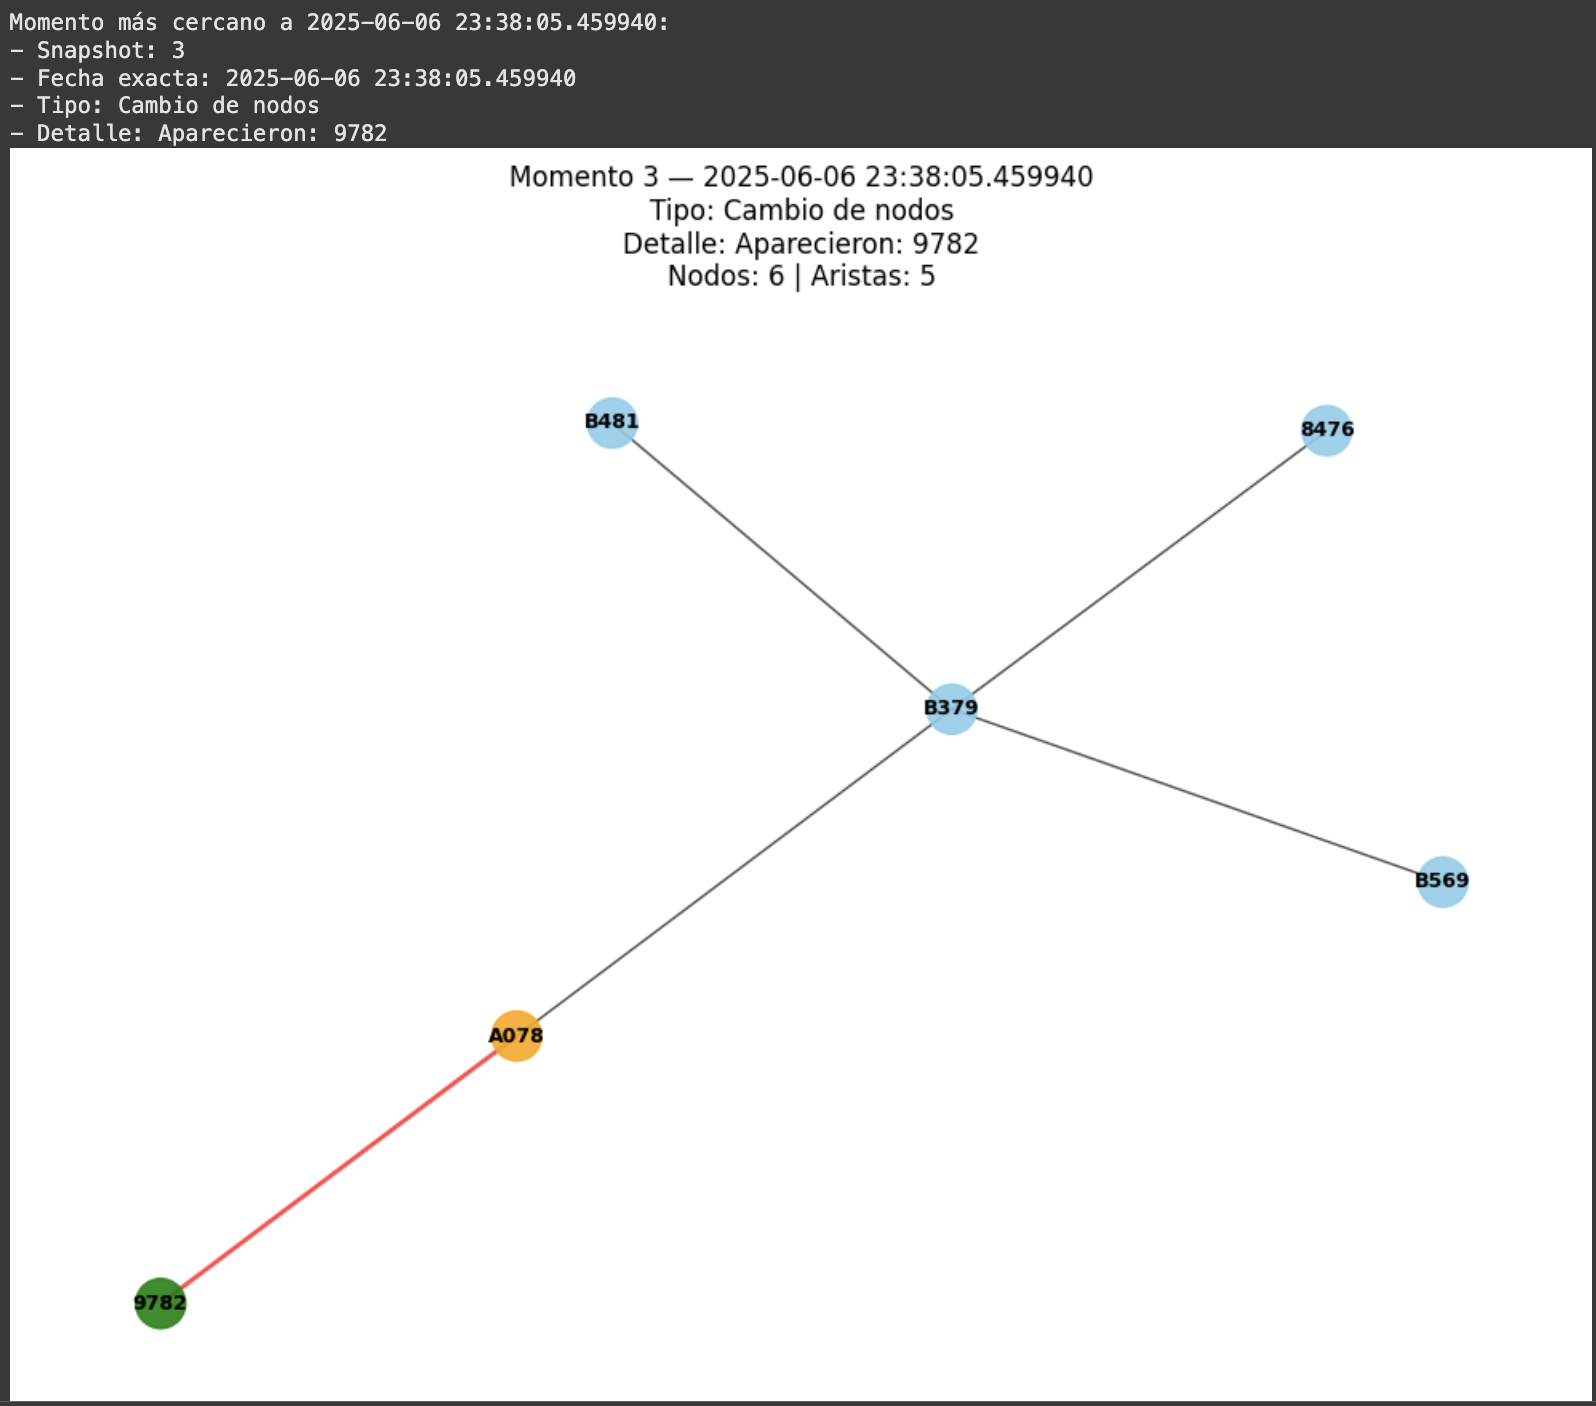 Momento más cercano a 2025-06-06 23:38:05.459940:
- Snapshot: 3
- Fecha exacta: 2025-06-06 23:38:05.459940
- Tipo: Cambio de nodos
- Detalle: Aparecieron: 9782
Momento 3 — 2025-06-06 23:38:05.459940
Tipo: Cambio de nodos
Detalle: Aparecieron: 9782
Nodos: 6 | Aristas: 5
B481
8476
B379
B569
A078
9782